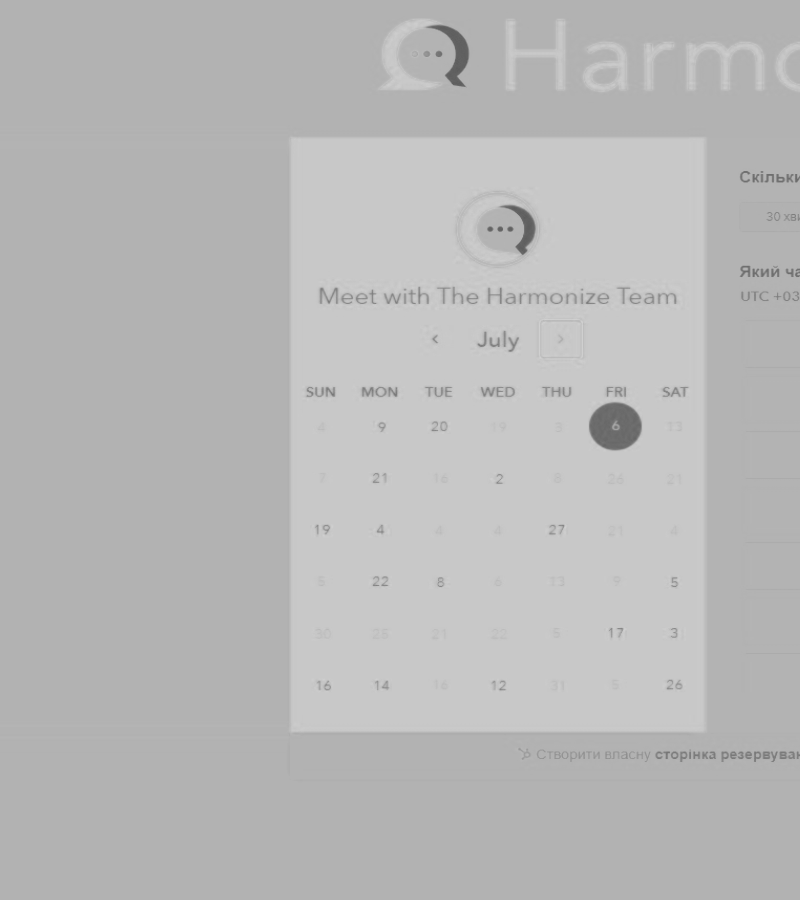 Harmo
Meet with The Harmonize Team
July
SUN MON TUE WED THU FRI SAT
4 9 20 19 3 6 13
7 21 16 2 8 26 21
19 4 4 4 27 21 4
5 22 8 6 13 9 5
30 25 21 22 5 17 3
16 14 16 12 31 5 26
Скільки
30 хви
Який ча
UTC +03
Створити власну сторінка резервуван